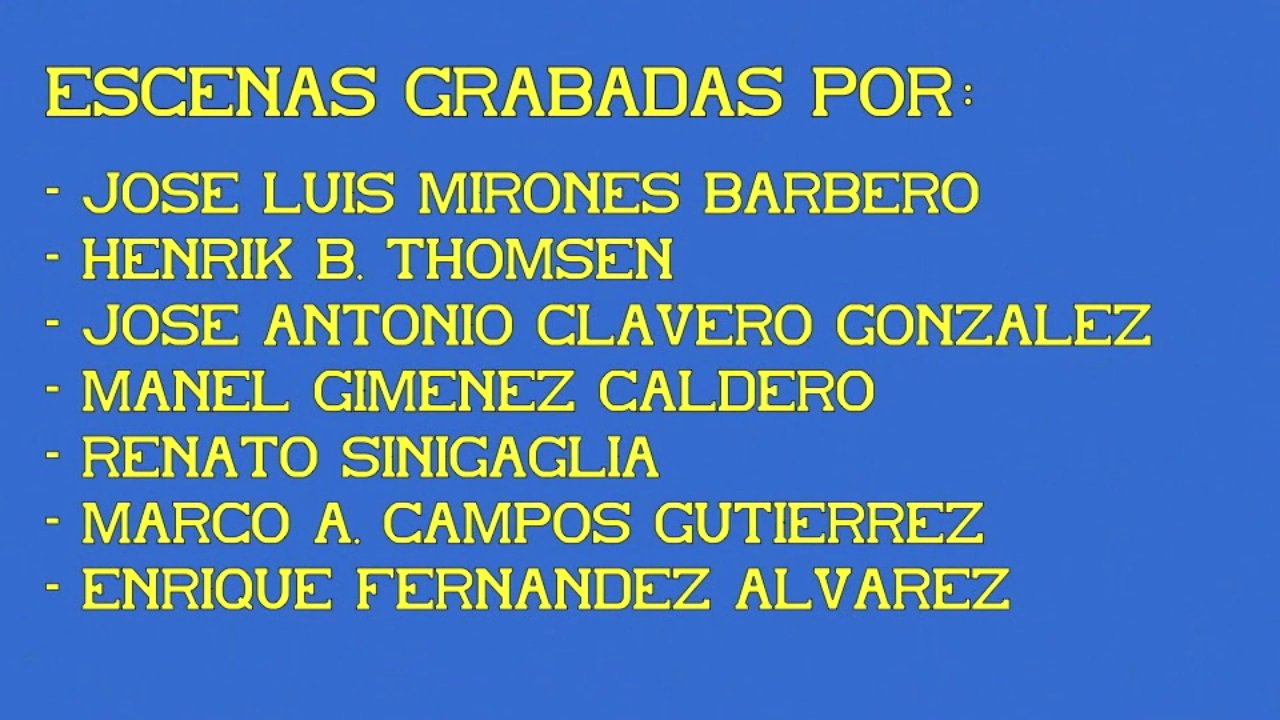 ESCENAS GRABADAS POR:
- JOSE LUIS MIRONES BARBERO
- HENRIK B. THOMSEN
- JOSE ANTONIO CLAVERO GONZALEZ
- MANEL GIMENEZ CALDERO
- RENATO SINIGAGLIA
- MARCO A. CAMPOS GUTIERREZ
- ENRIQUE FERNANDEZ ALVAREZ